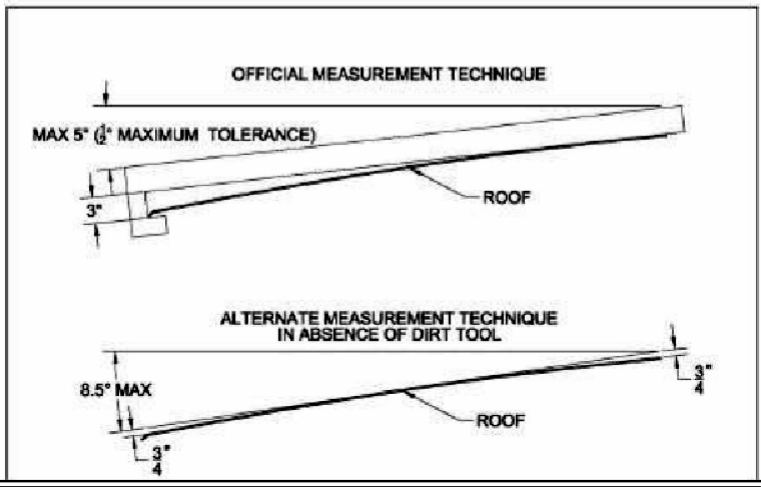 OFFICIAL MEASUREMENT TECHNIQUE
MAX 5° (½° MAXIMUM TOLERANCE)
ROOF
3"
ALTERNATE MEASUREMENT TECHNIQUE
IN ABSENCE OF DIRT TOOL
8.5° MAX
3/4"
ROOF
3/4"